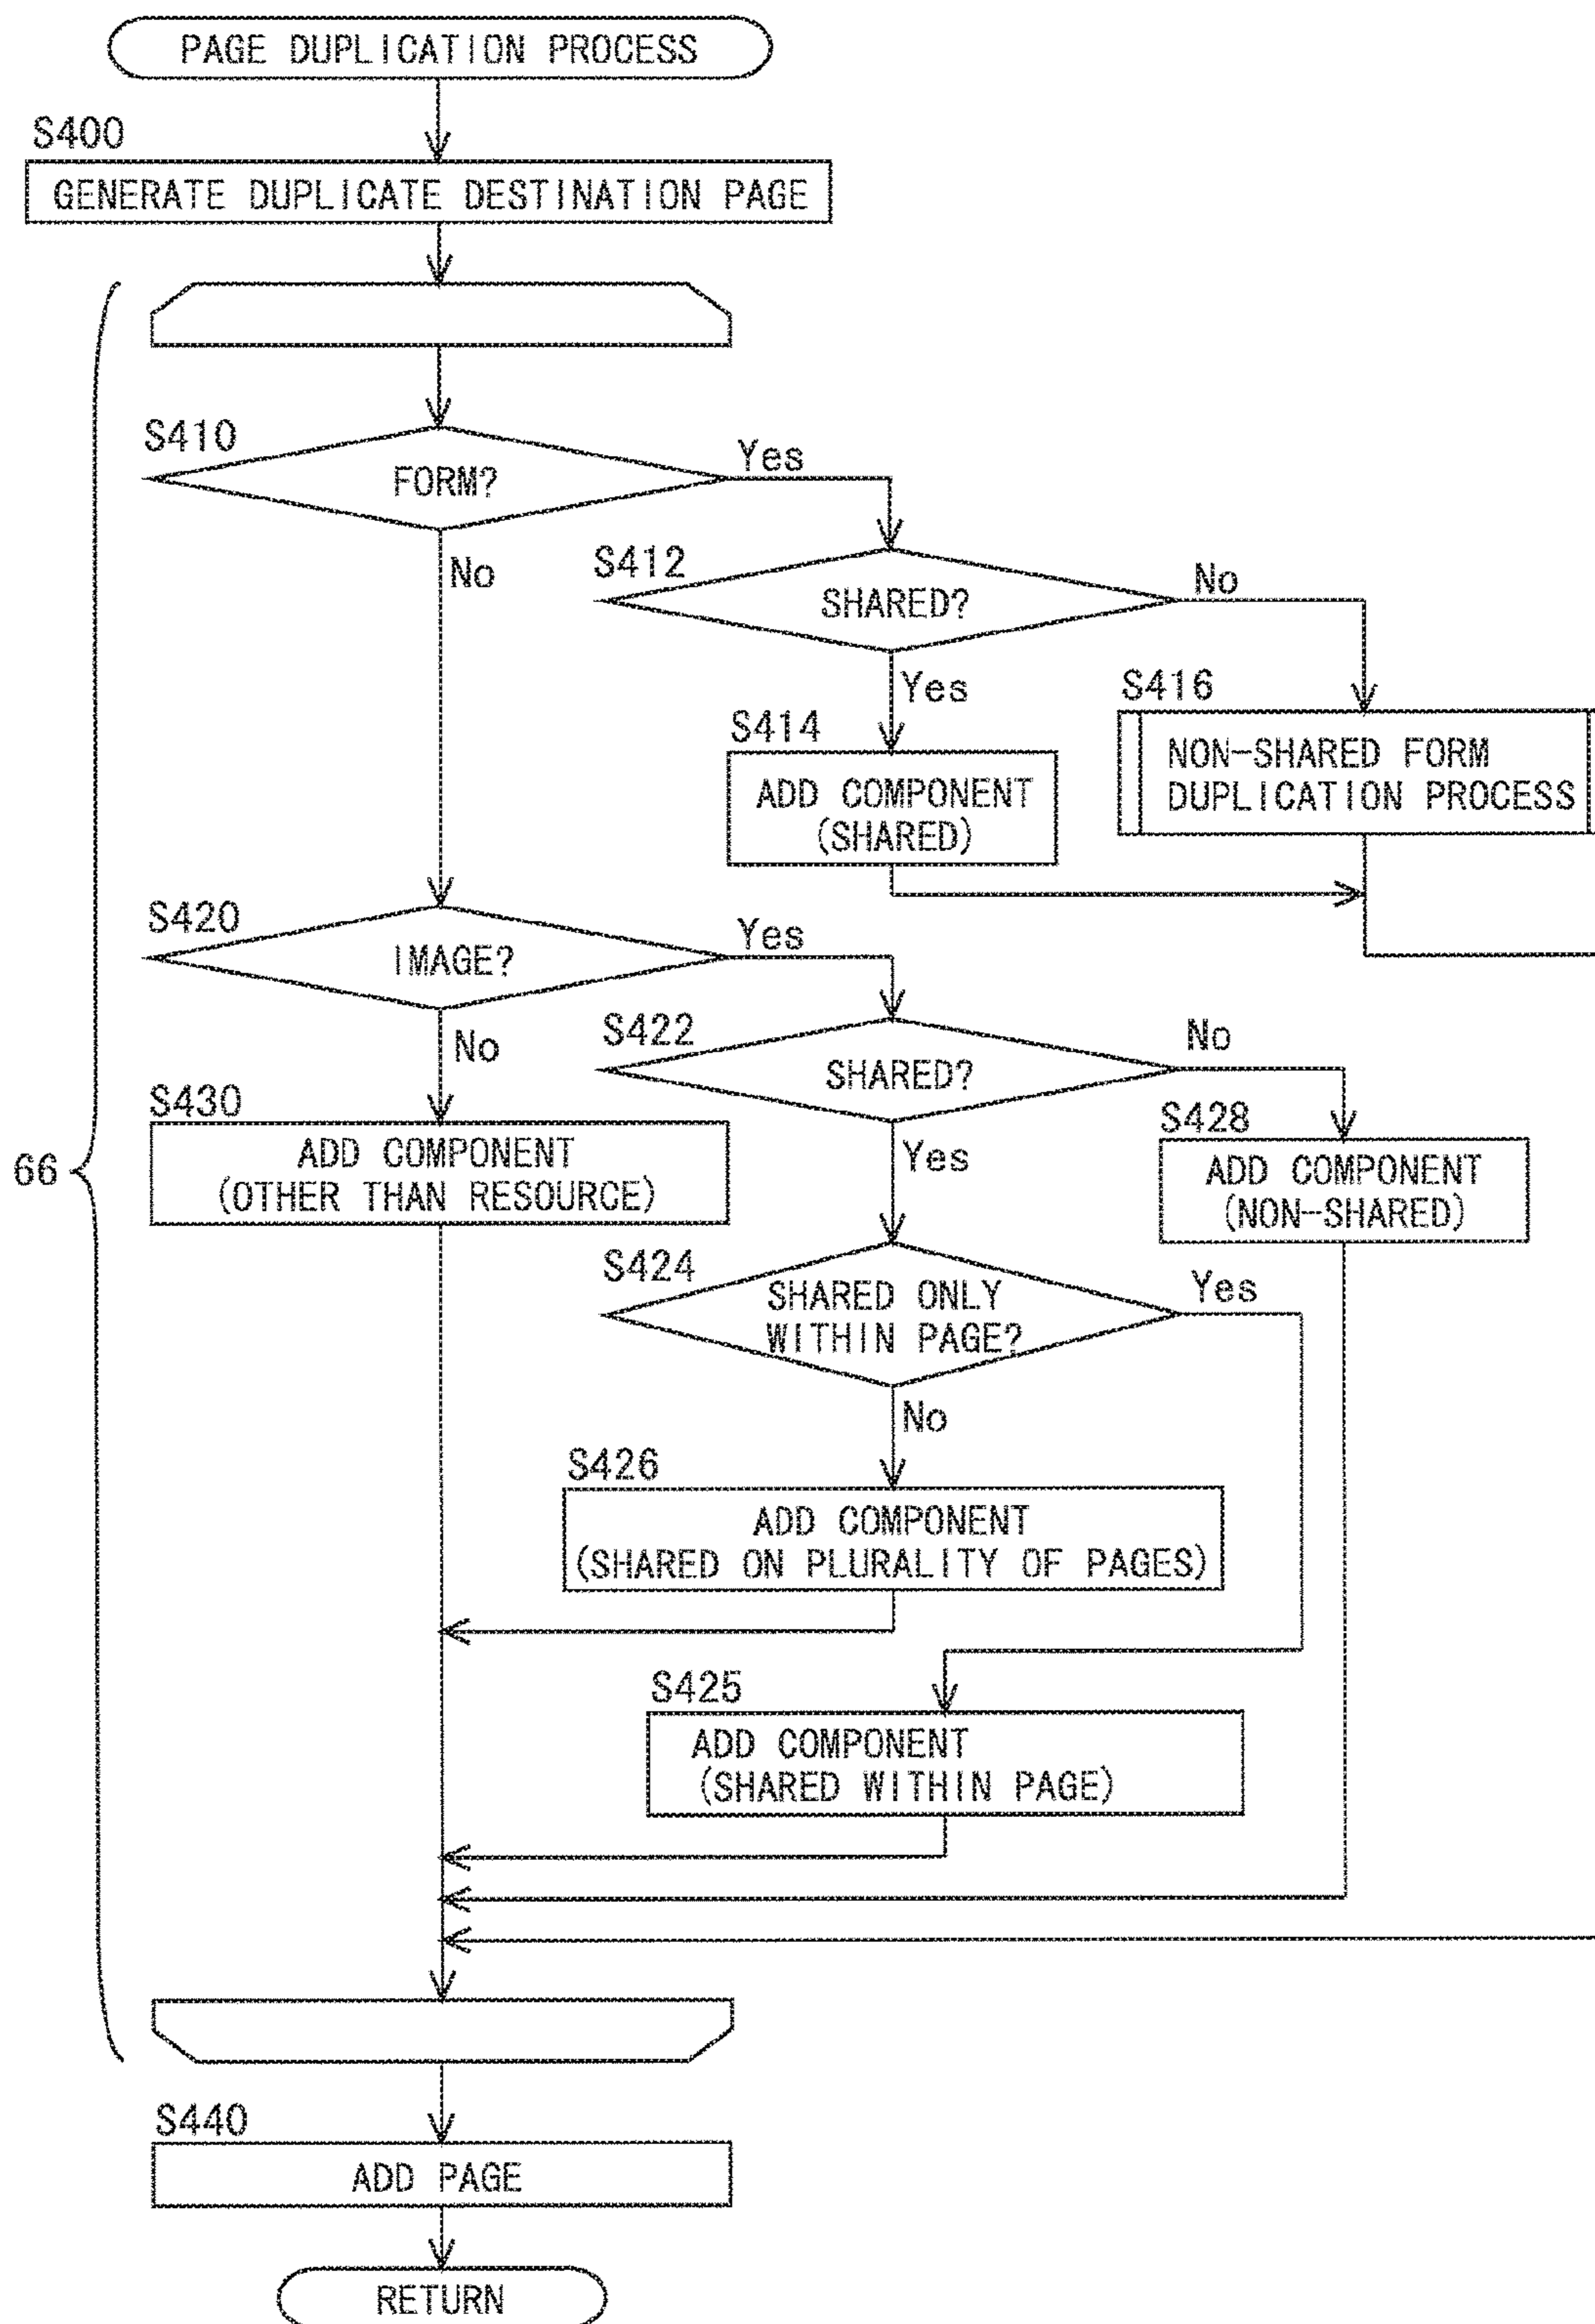 PAGE DUPLICATION PROCESS
S400
GENERATE DUPLICATE DESTINATION PAGE
S410
FORM?
Yes
No
S412
SHARED?
No
Yes
S414
ADD COMPONENT
(SHARED)
S416
NON-SHARED FORM
DUPLICATION PROCESS
S420
IMAGE?
Yes
No
S422
SHARED?
No
Yes
S430
ADD COMPONENT
(OTHER THAN RESOURCE)
S428
ADD COMPONENT
(NON-SHARED)
66
S424
SHARED ONLY
WITHIN PAGE?
Yes
No
S426
ADD COMPONENT
(SHARED ON PLURALITY OF PAGES)
S425
ADD COMPONENT
(SHARED WITHIN PAGE)
S440
ADD PAGE
RETURN